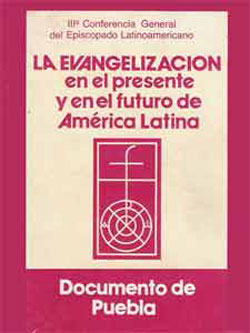 IIIª Conferencia General
del Episcopado Latinoamericano
LA EVANGELIZACION
en el presente
y en el futuro de
América Latina
Documento de
Puebla